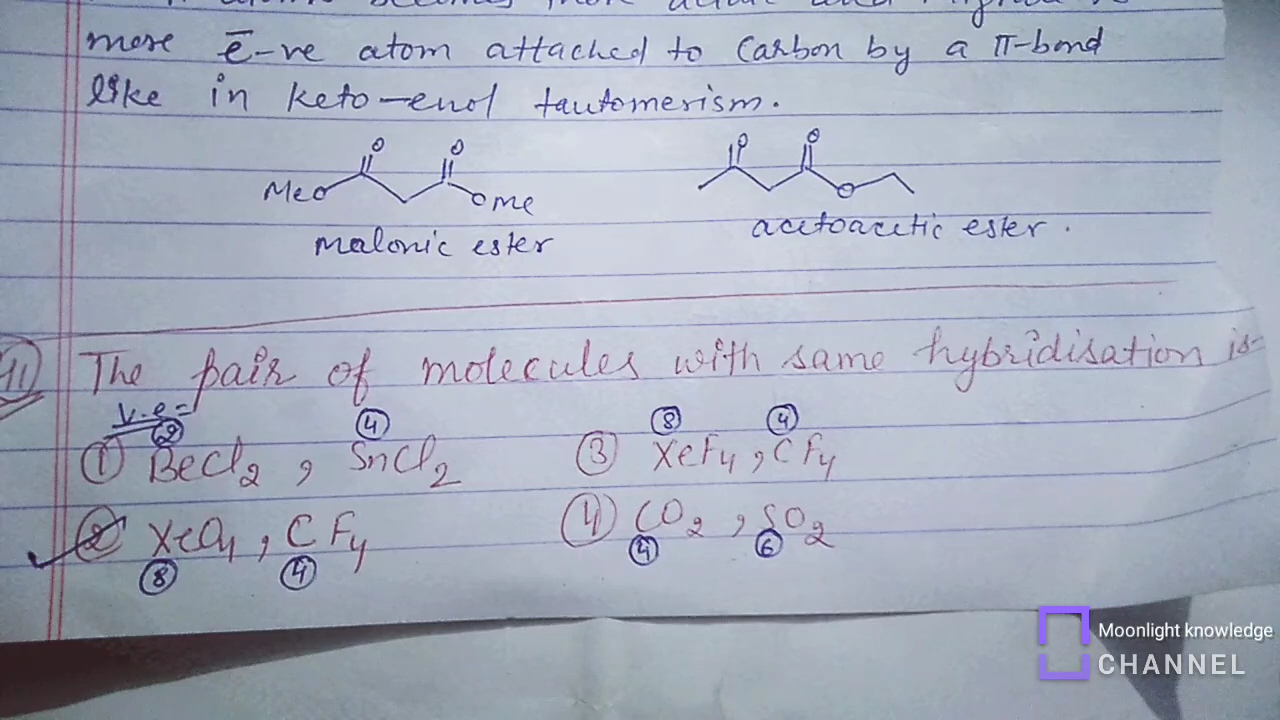 more ē-ve atom attached to Carbon by a π-bond
like in keto-enol tautomerism.
O O O O
MeO OMe O
malonic ester acetoacetic ester.
41) The pair of molecules with same hybridisation is-
V.e=
② ④ ⑧ ④
① BeCl2 , SnCl2 ③ XeF4 , CF4
② XeO4 , CF4 ④ CO2 , SO2
⑧ ④ ④ ⑥
Moonlight knowledge
CHANNEL